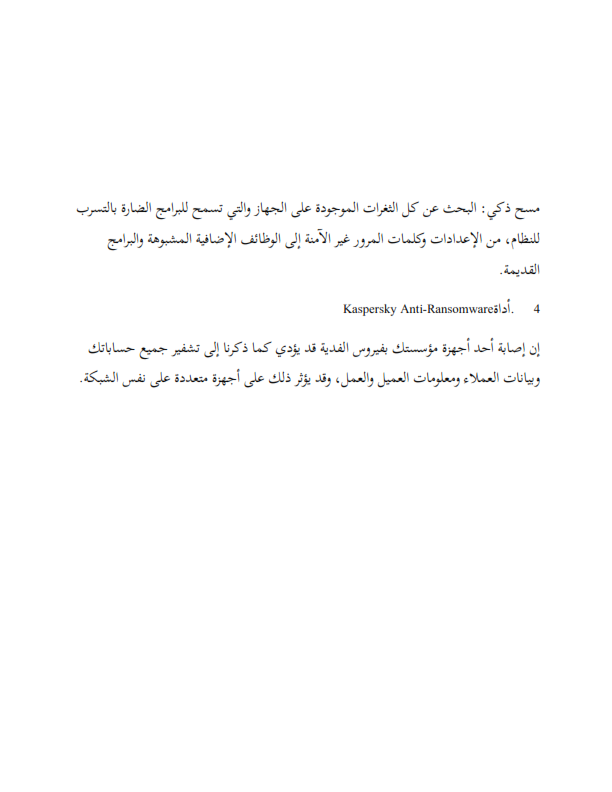 مسح ذكي: البحث عن كل الثغرات الموجودة على الجهاز والتي تسمح للبرامج الضارة بالتسرب
للنظام، من الإعدادات وكلمات المرور غير الآمنة إلى الوظائف الإضافية المشبوهة والبرامج
القديمة.
4 .أداةKaspersky Anti-Ransomware
إن إصابة أحد أجهزة مؤسستك بفيروس الفدية قد يؤدي كما ذكرنا إلى تشفير جميع حساباتك
وبيانات العملاء ومعلومات العميل والعمل، وقد يؤثر ذلك على أجهزة متعددة على نفس الشبكة.